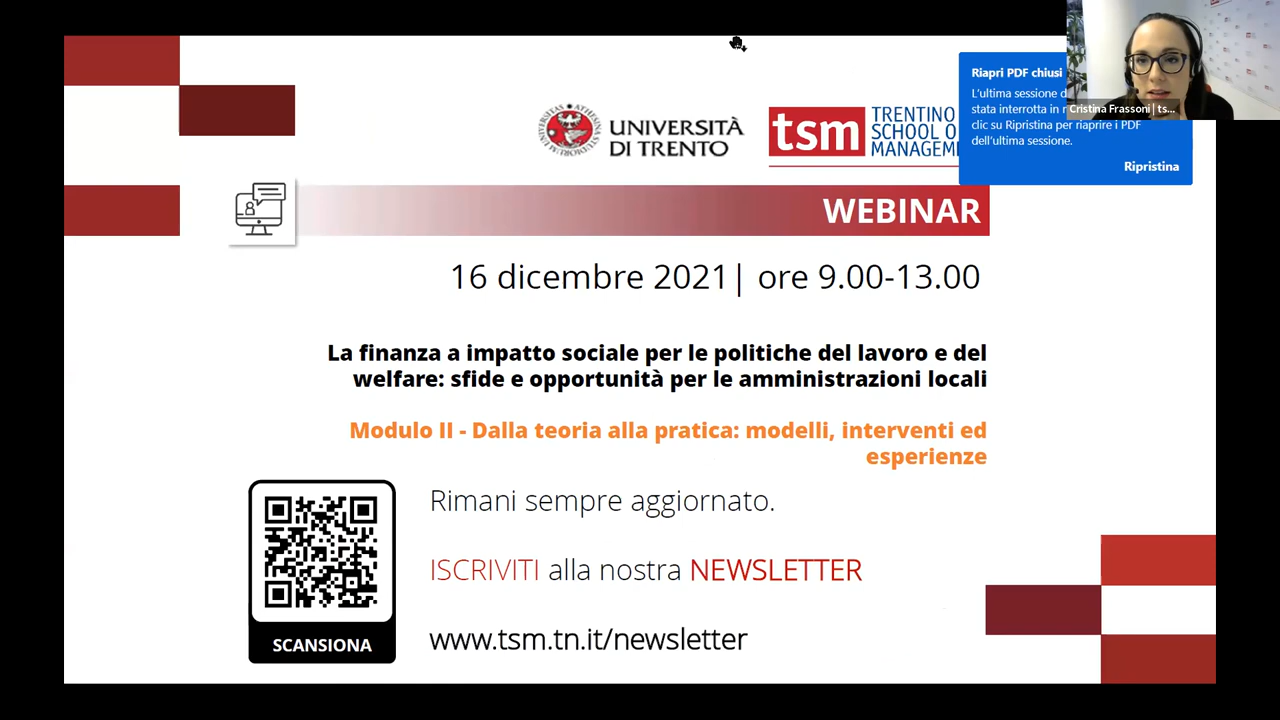 UNIVERSITÀ
DI TRENTO
tsm
TRENTINO
SCHOOL O
MANAGEM
Riapri PDF chiusi
L'ultima sessione d
stata interrotta in
clic su Ripristina per riaprire i PDF
dell'ultima sessione.
Ripristina
Cristina Frassoni | ts...
WEBINAR
16 dicembre 2021| ore 9.00-13.00
La finanza a impatto sociale per le politiche del lavoro e del
welfare: sfide e opportunità per le amministrazioni locali
Modulo II - Dalla teoria alla pratica: modelli, interventi ed
esperienze
Rimani sempre aggiornato.
ISCRIVITI alla nostra NEWSLETTER
www.tsm.tn.it/newsletter
SCANSIONA